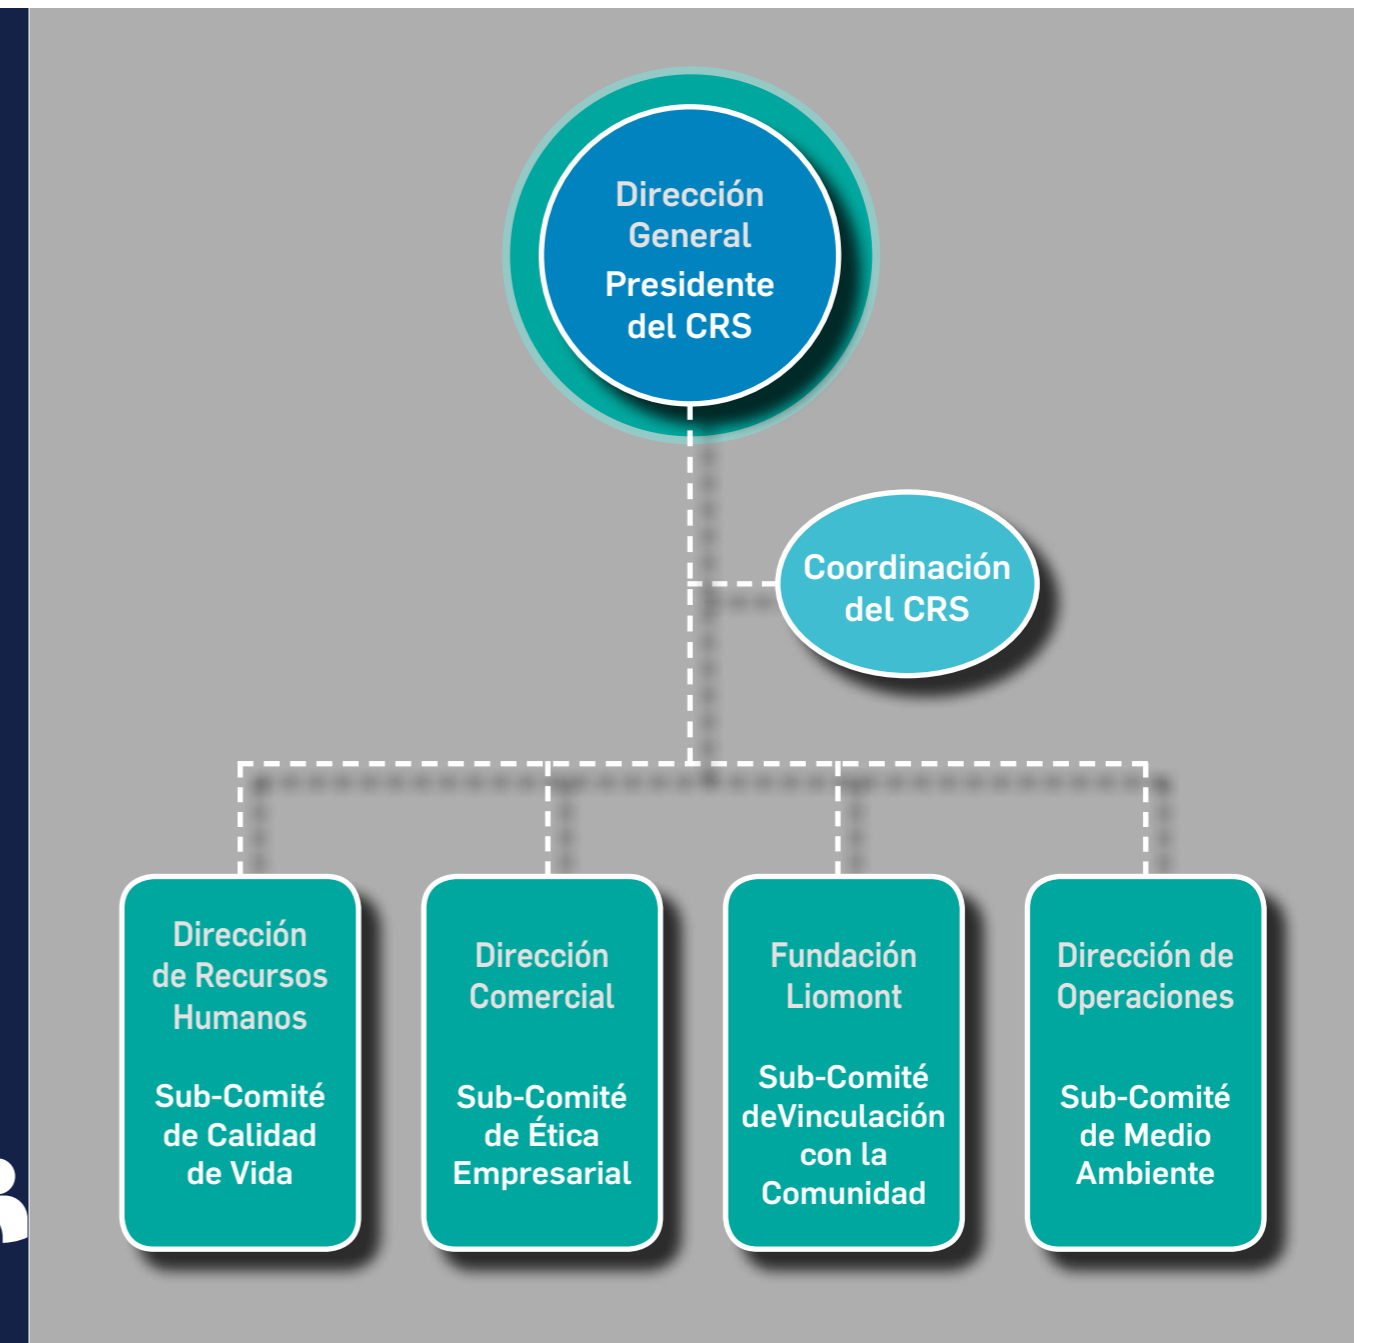 Dirección
General
Presidente
del CRS
Coordinación
del CRS
Dirección
de Recursos
Humanos
Sub-Comité
de Calidad
de Vida
Dirección
Comercial
Sub-Comité
de Ética
Empresarial
Fundación
Liomont
Sub-Comité
deVinculación
con la
Comunidad
Dirección de
Operaciones
Sub-Comité
de Medio
Ambiente